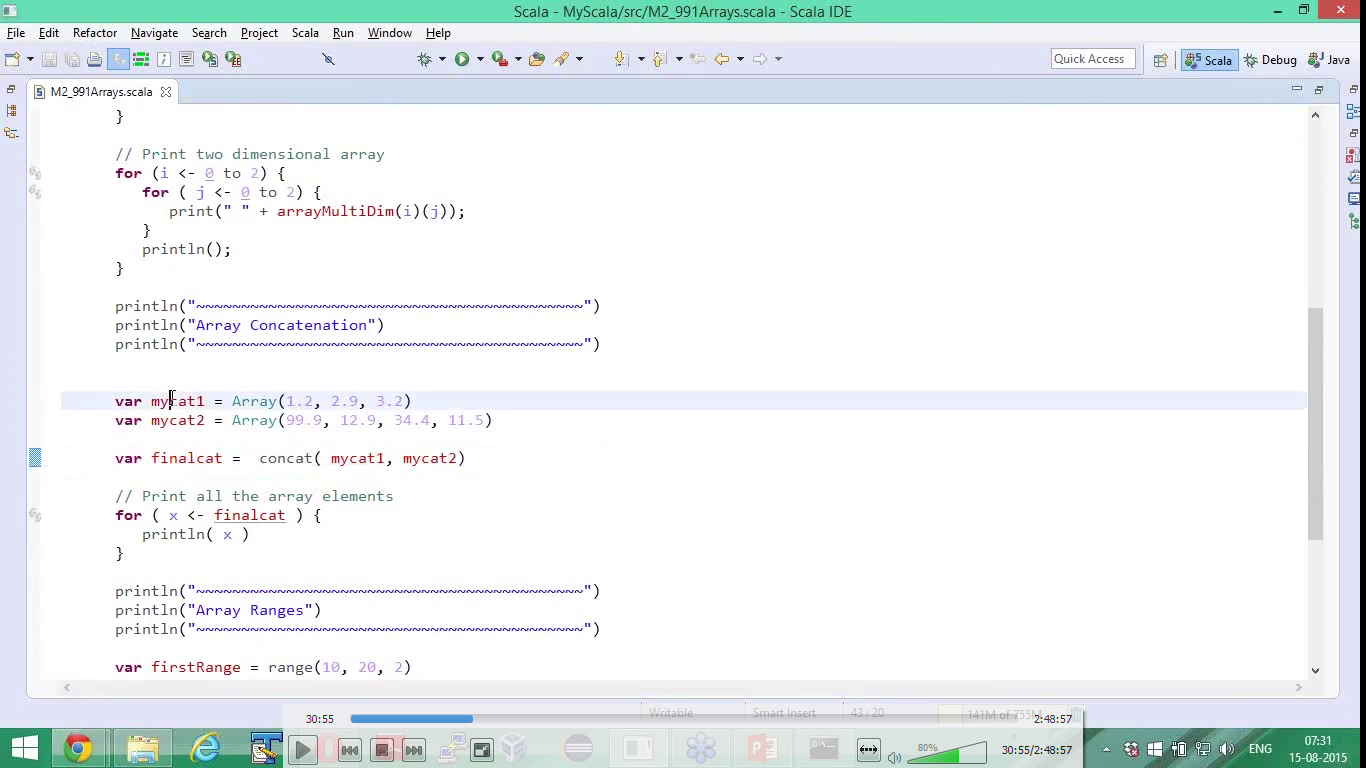 Scala - MyScala/src/M2_991Arrays.scala - Scala IDE
File Edit Refactor Navigate Search Project Scala Run Window Help
Quick Access Scala Debug Java
M2_991Arrays.scala
}
// Print two dimensional array
for (i <- 0 to 2) {
for ( j <- 0 to 2) {
print(" " + arrayMultiDim(i)(j));
}
println();
}
println("~~~~~~~~~~~~~~~~~~~~~~~~~~~~~~~~~~~~~~~~~~~")
println("Array Concatenation")
println("~~~~~~~~~~~~~~~~~~~~~~~~~~~~~~~~~~~~~~~~~~~")
var mycat1 = Array(1.2, 2.9, 3.2)
var mycat2 = Array(99.9, 12.9, 34.4, 11.5)
var finalcat =  concat( mycat1, mycat2)
// Print all the array elements
for ( x <- finalcat ) {
println( x )
}
println("~~~~~~~~~~~~~~~~~~~~~~~~~~~~~~~~~~~~~~~~~~~")
println("Array Ranges")
println("~~~~~~~~~~~~~~~~~~~~~~~~~~~~~~~~~~~~~~~~~~~")
var firstRange = range(10, 20, 2)
Writable Smart Insert 43 : 20 141M of 755M
30:55 2:48:57
80% 30:55/2:48:57
ENG 07:31
15-08-2015